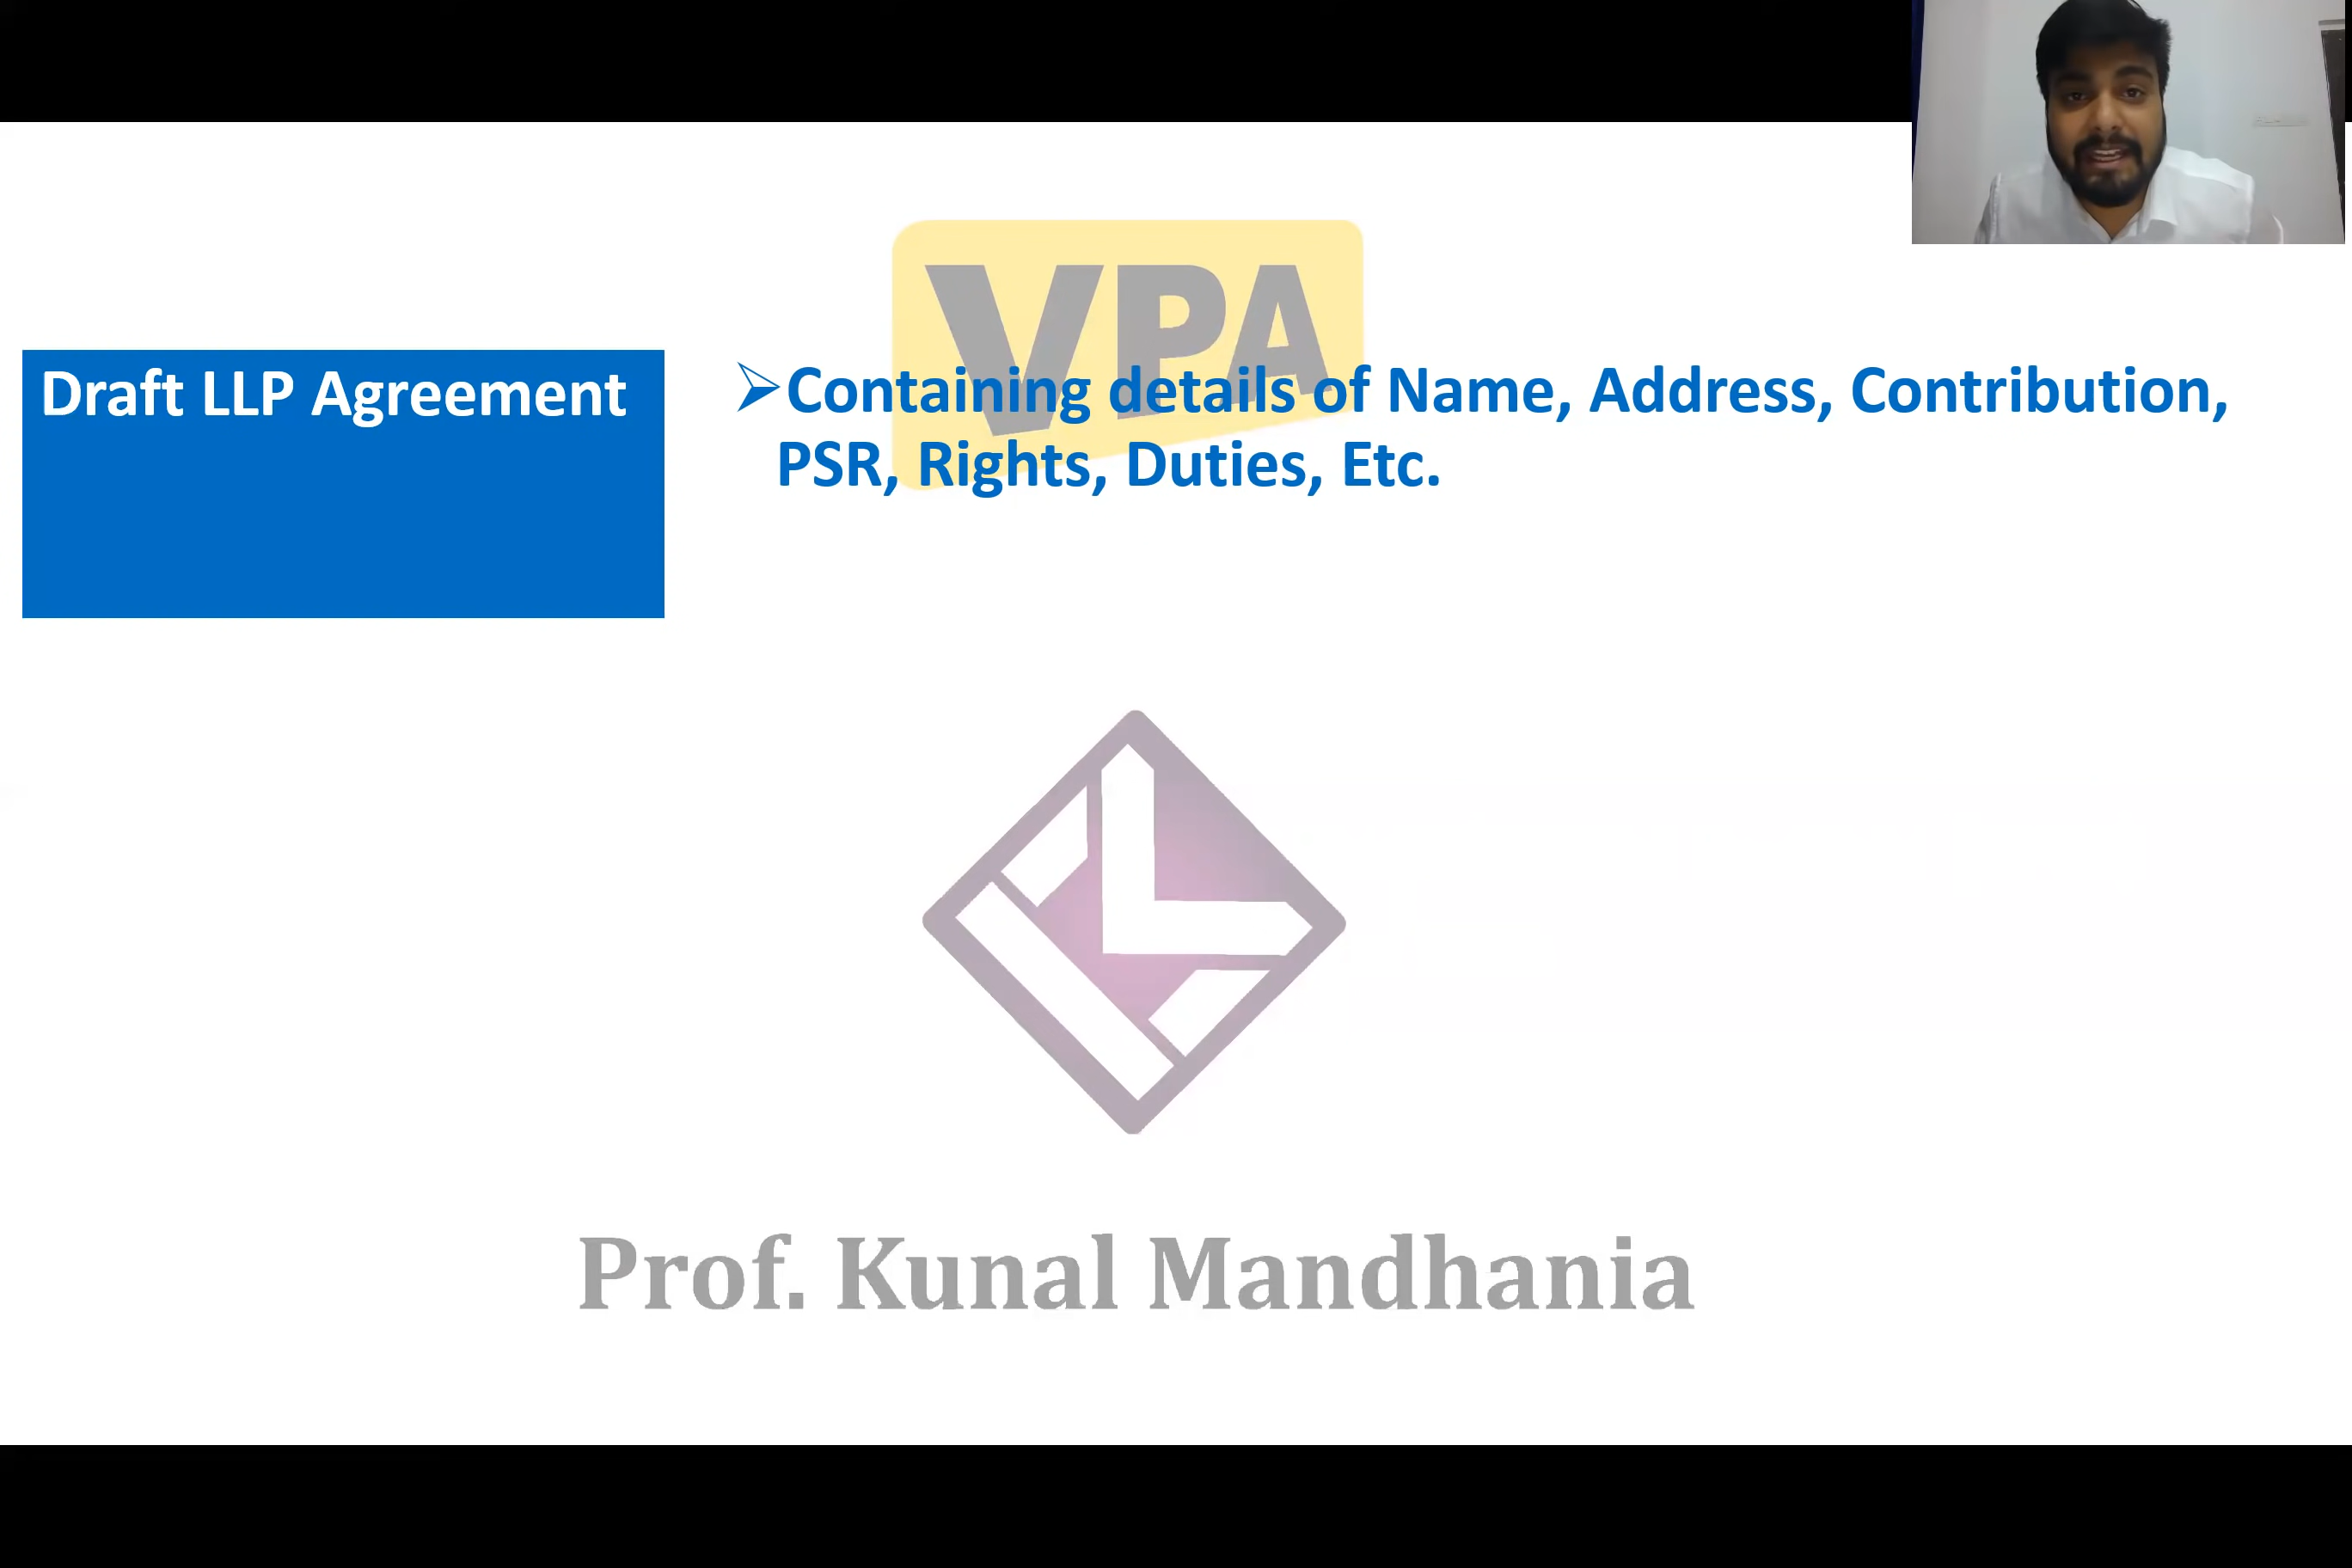 VPA
Draft LLP Agreement
➢Containing details of Name, Address, Contribution,
PSR, Rights, Duties, Etc.
Prof. Kunal Mandhania